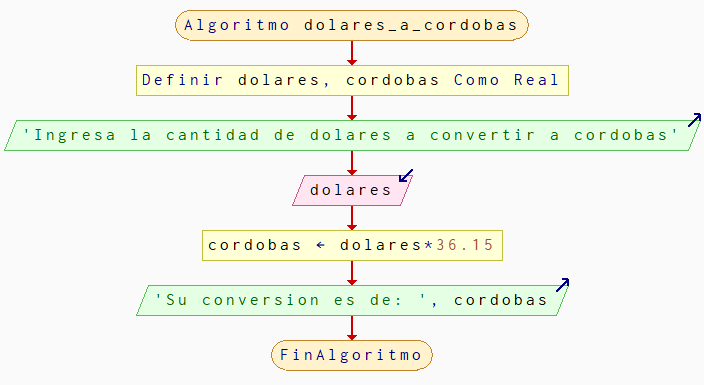 Algoritmo dolares_a_cordobas
Definir dolares, cordobas Como Real
'Ingresa la cantidad de dolares a convertir a cordobas'
dolares
cordobas ← dolares*36.15
'Su conversion es de: ', cordobas
FinAlgoritmo